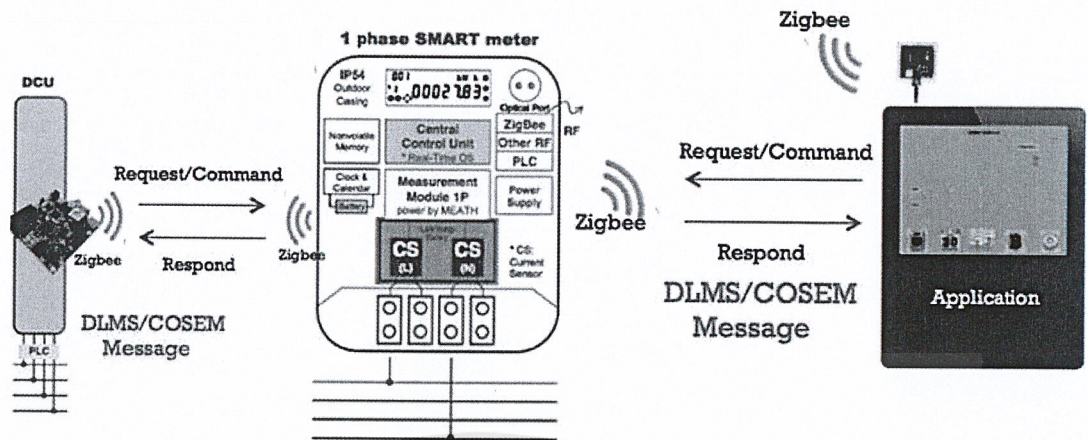 DCU
Request/Command
Respond
Zigbee
DLMS/COSEM
Message
PLC
Zigbee
1 phase SMART meter
IP54
Outdoor
Casing
001
00027.83
Optical Port
Nonvolatile
Memory
Central
Control Unit
* Real-Time OS
ZigBee
Other RF
PLC
RF
Clock &
Calendar
Battery
Measurement
Module 1P
power by MEATH
Power
Supply
CS
(L)
CS
(N)
* CS:
Current
Sensor
Zigbee
Request/Command
Respond
DLMS/COSEM
Message
Zigbee
Application